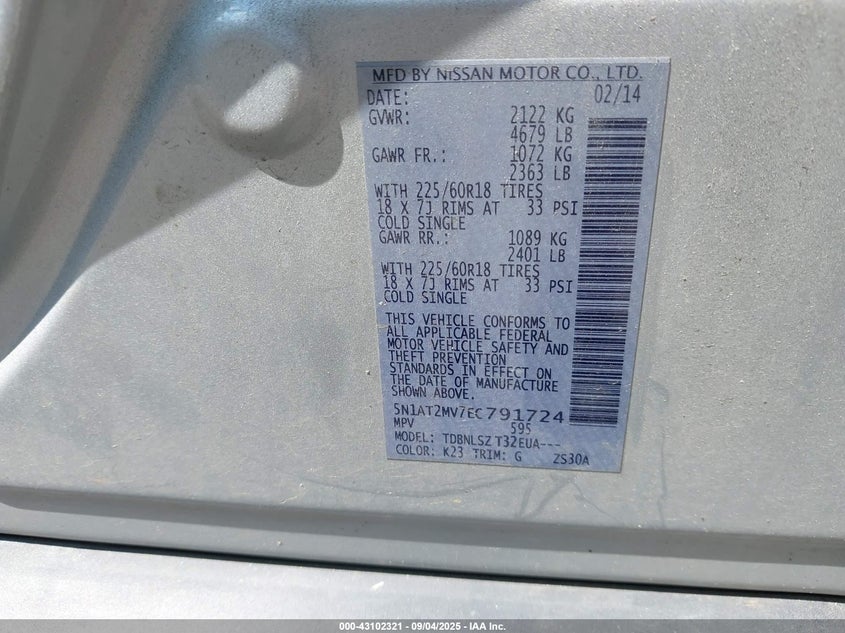 MFD BY NISSAN MOTOR CO., LTD.
DATE: 02/14
GVWR: 2122 KG
4679 LB
GAWR FR.: 1072 KG
2363 LB
WITH 225/60R18 TIRES
18 X 7J RIMS AT 33 PSI
COLD SINGLE
GAWR RR.: 1089 KG
2401 LB
WITH 225/60R18 TIRES
18 X 7J RIMS AT 33 PSI
COLD SINGLE
THIS VEHICLE CONFORMS TO
ALL APPLICABLE FEDERAL
MOTOR VEHICLE SAFETY AND
THEFT PREVENTION
STANDARDS IN EFFECT ON
THE DATE OF MANUFACTURE
SHOWN ABOVE.
5N1AT2MV7EC791724
MPV 595
MODEL: TDBNLSZ T32EUA---
COLOR: K23 TRIM: G ZS30A
000-43102321 - 09/04/2025 - IAA Inc.